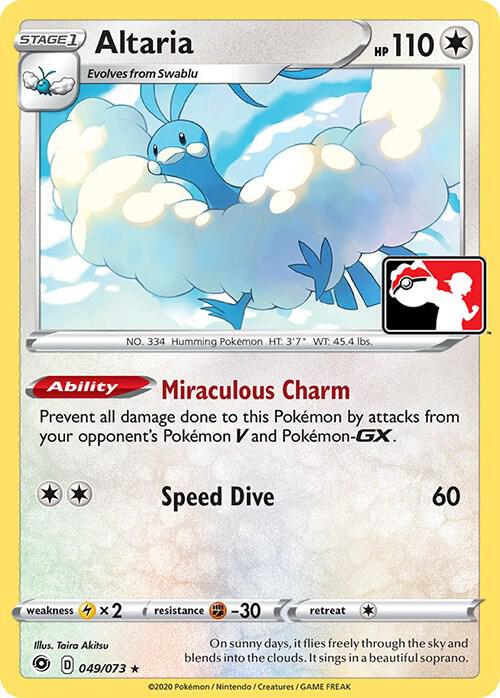 STAGE 1
Altaria
HP 110
Evolves from Swablu
NO. 334 Humming Pokémon HT: 3'7" WT: 45.4 lbs.
™
Ability Miraculous Charm
Prevent all damage done to this Pokémon by attacks from
your opponent's Pokémon V and Pokémon-GX.
Speed Dive 60
weakness ×2 resistance -30 retreat
Illus. Taira Akitsu
On sunny days, it flies freely through the sky and
blends into the clouds. It sings in a beautiful soprano.
D 049/073 ★
©2020 Pokémon / Nintendo / Creatures / GAME FREAK